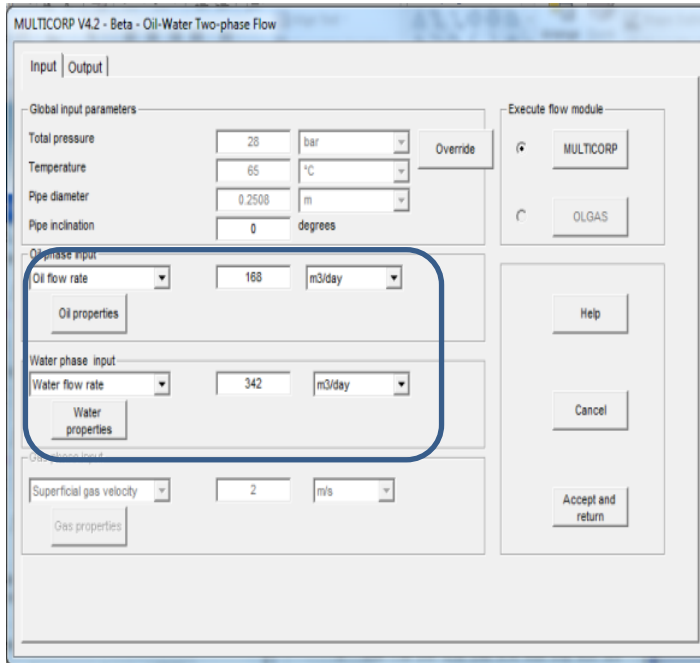 MULTICORP V4.2 - Beta - Oil-Water Two-phase Flow
Input Output
Global input parameters
Total pressure 28 bar
Override
Temperature 65 °C
Pipe diameter 0.2508 m
Pipe inclination 0 degrees
Execute flow module
MULTICORP
OLGAS
Oil phase input
Oil flow rate 168 m3/day
Oil properties
Water phase input
Water flow rate 342 m3/day
Water
properties
Gas phase input
Superficial gas velocity 2 m/s
Gas properties
Help
Cancel
Accept and
return